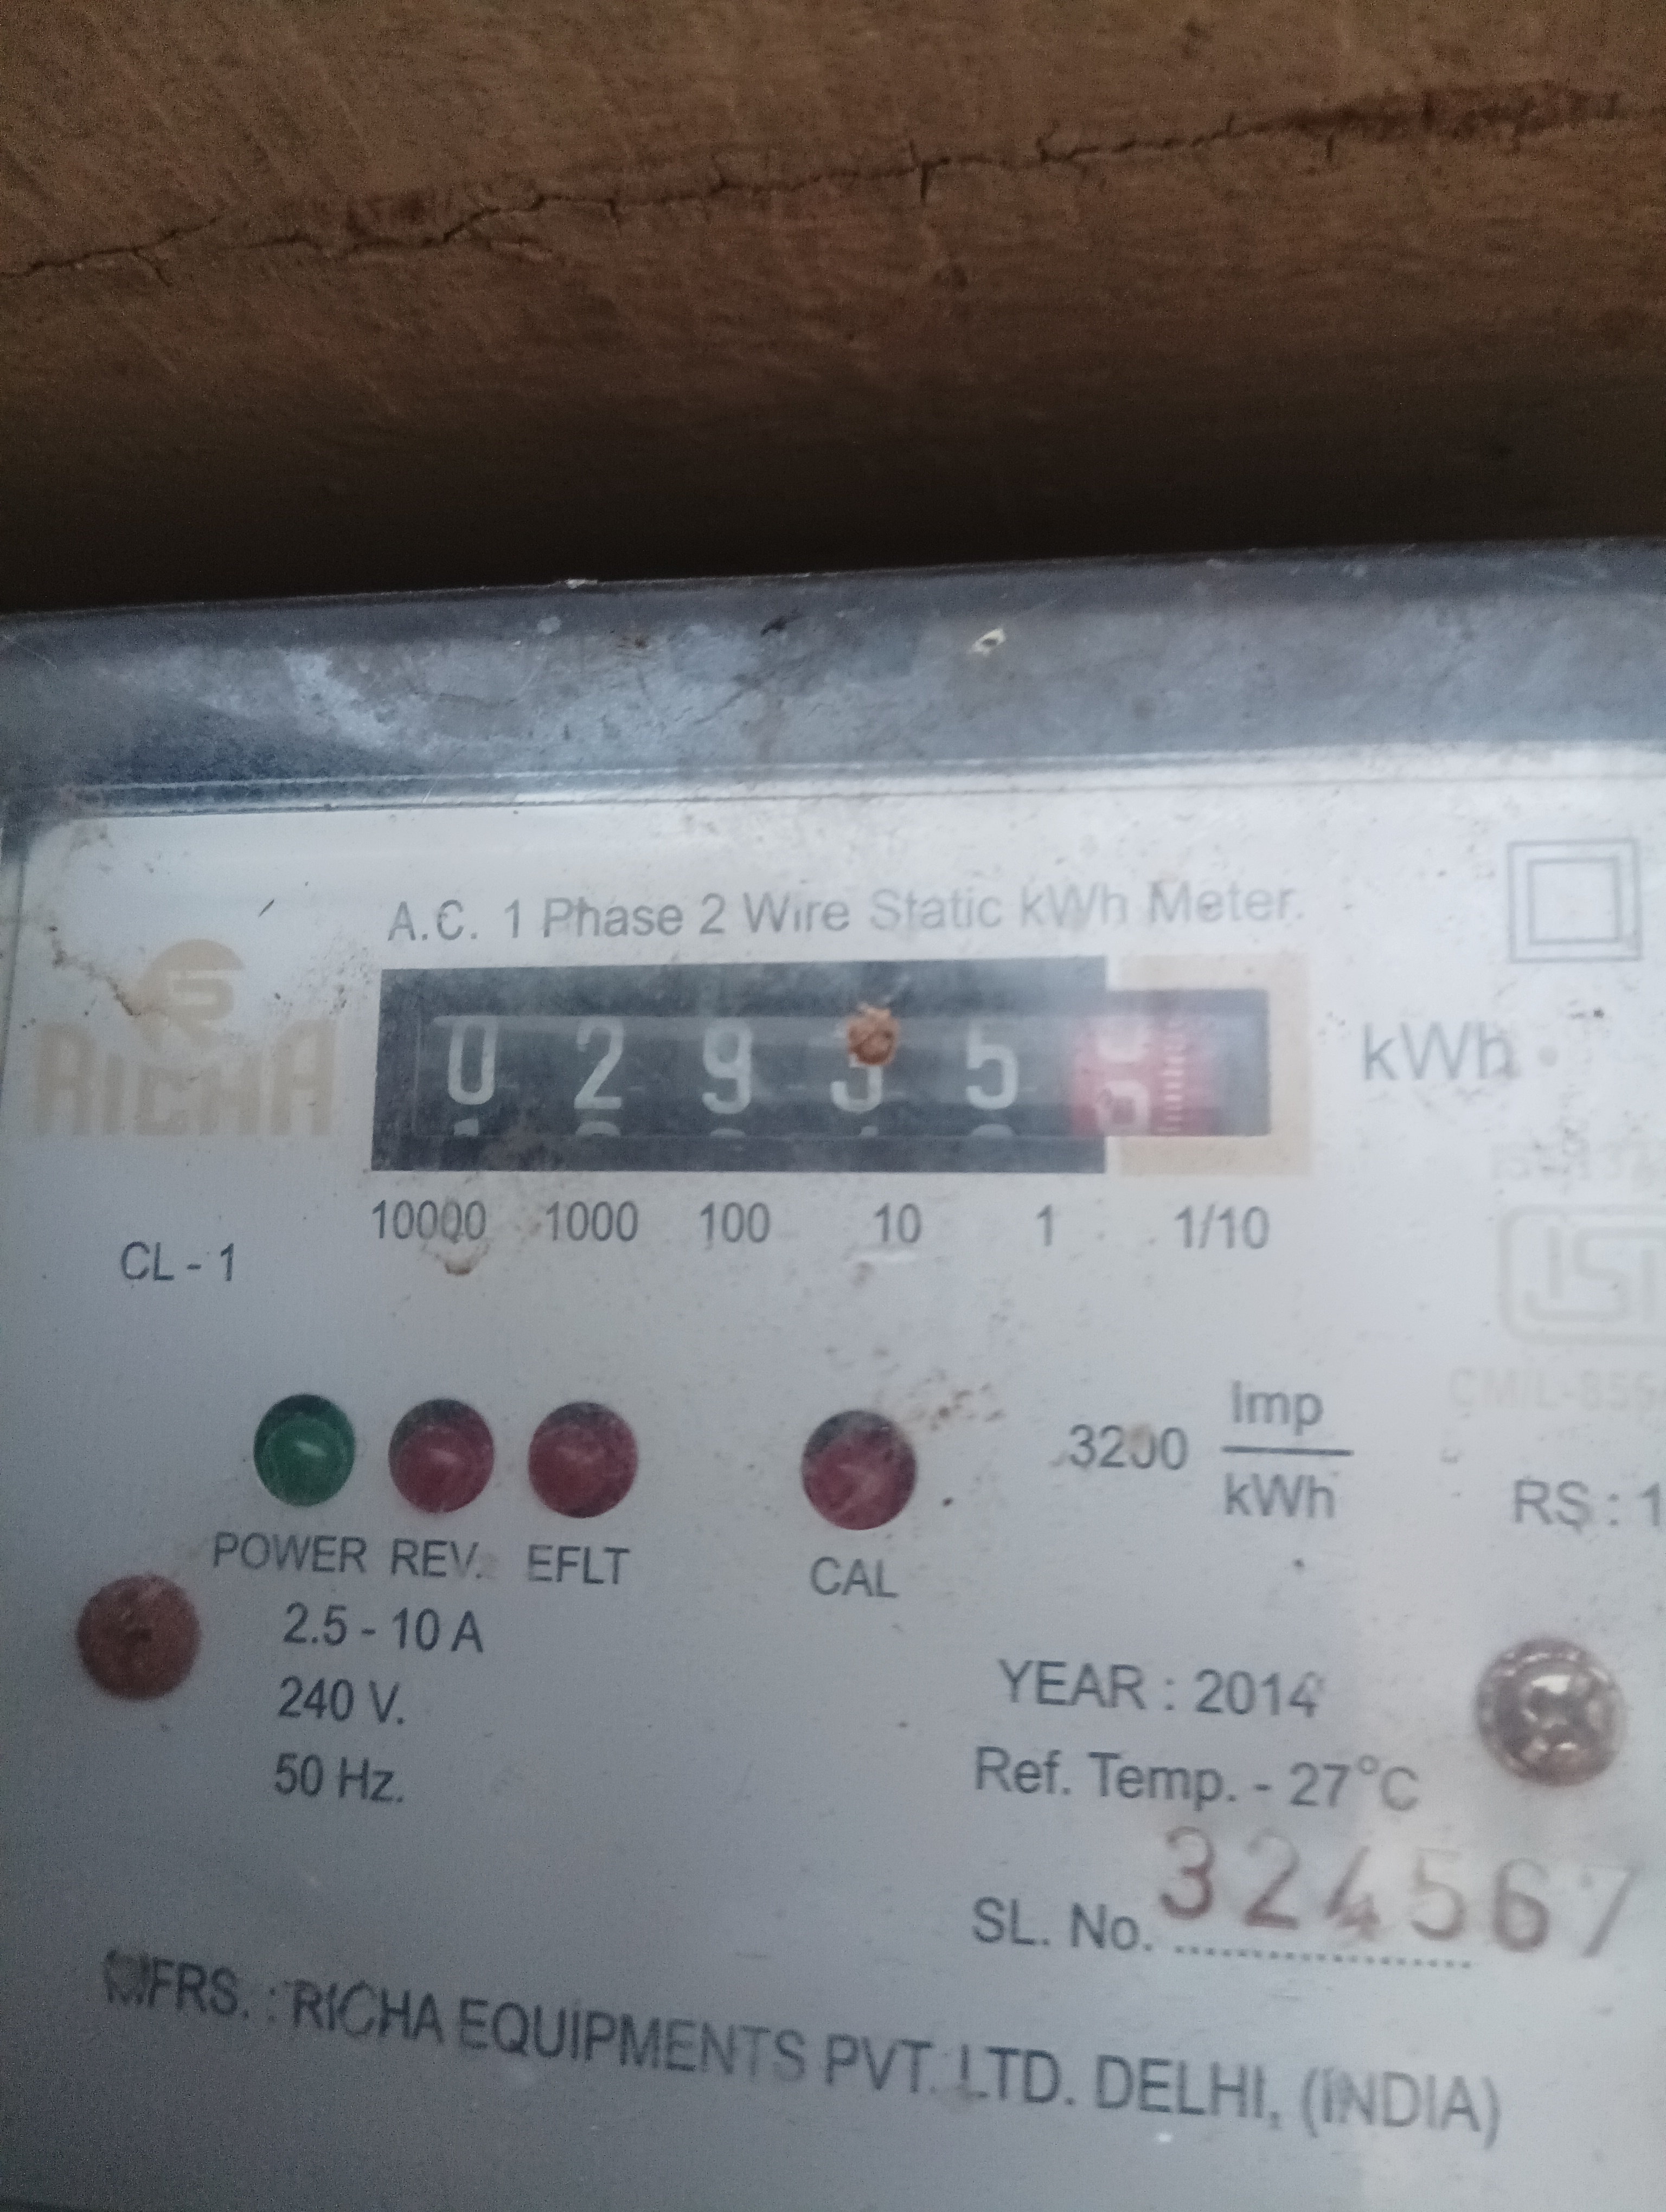 A.C. 1 Phase 2 Wire Static kWh Meter.
RICHA
0 2 9 3 5
kWh
10000 1000 100 10 1 1/10
CL - 1
ISI
Imp
3200
kWh
RS : 1
POWER REV. EFLT CAL
2.5 - 10 A
240 V.
50 Hz.
YEAR : 2014
Ref. Temp. - 27°C
SL. No. 324567
MFRS. : RICHA EQUIPMENTS PVT. LTD. DELHI, (INDIA)